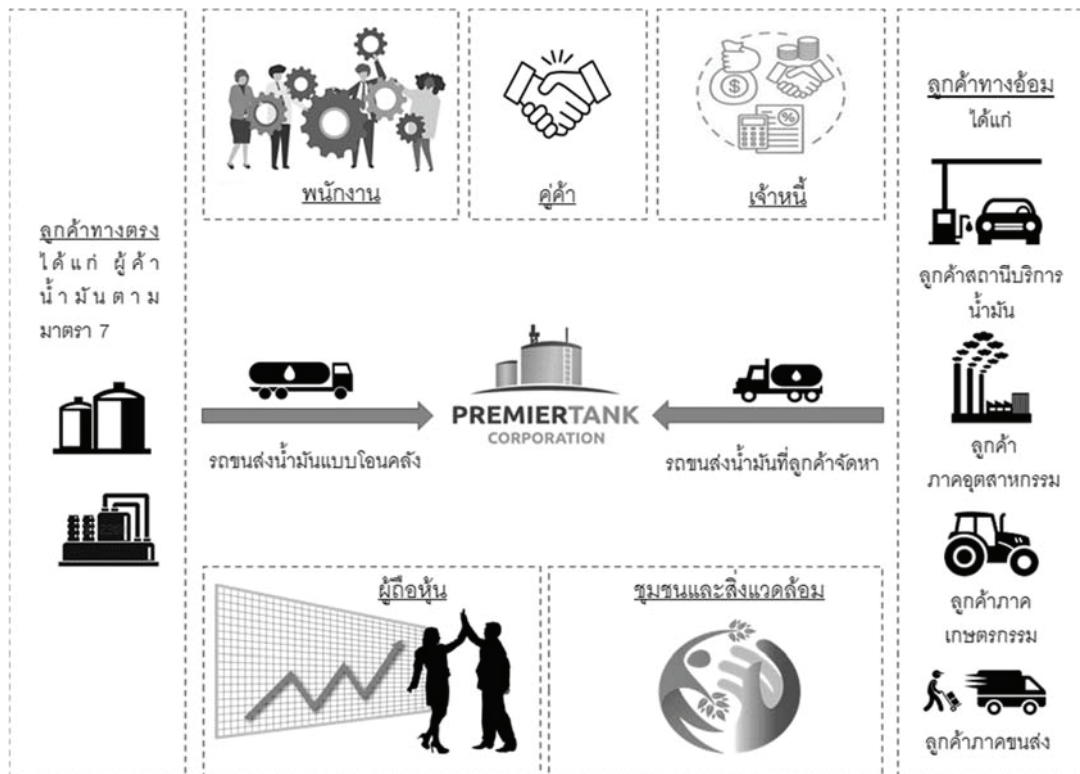 ลูกค้าทางตรง
ได้แก่ ผู้ค้า
น้ำมันตาม
มาตรา 7
พนักงาน
คู่ค้า
เจ้าหนี้
รถขนส่งน้ำมันแบบโอนคลัง
PREMIERTANK
CORPORATION
รถขนส่งน้ำมันที่ลูกค้าจัดหา
ผู้ถือหุ้น
ชุมชนและสิ่งแวดล้อม
ลูกค้าทางอ้อม
ได้แก่
ลูกค้าสถานีบริการ
น้ำมัน
ลูกค้า
ภาคอุตสาหกรรม
ลูกค้าภาค
เกษตรกรรม
ลูกค้าภาคขนส่ง